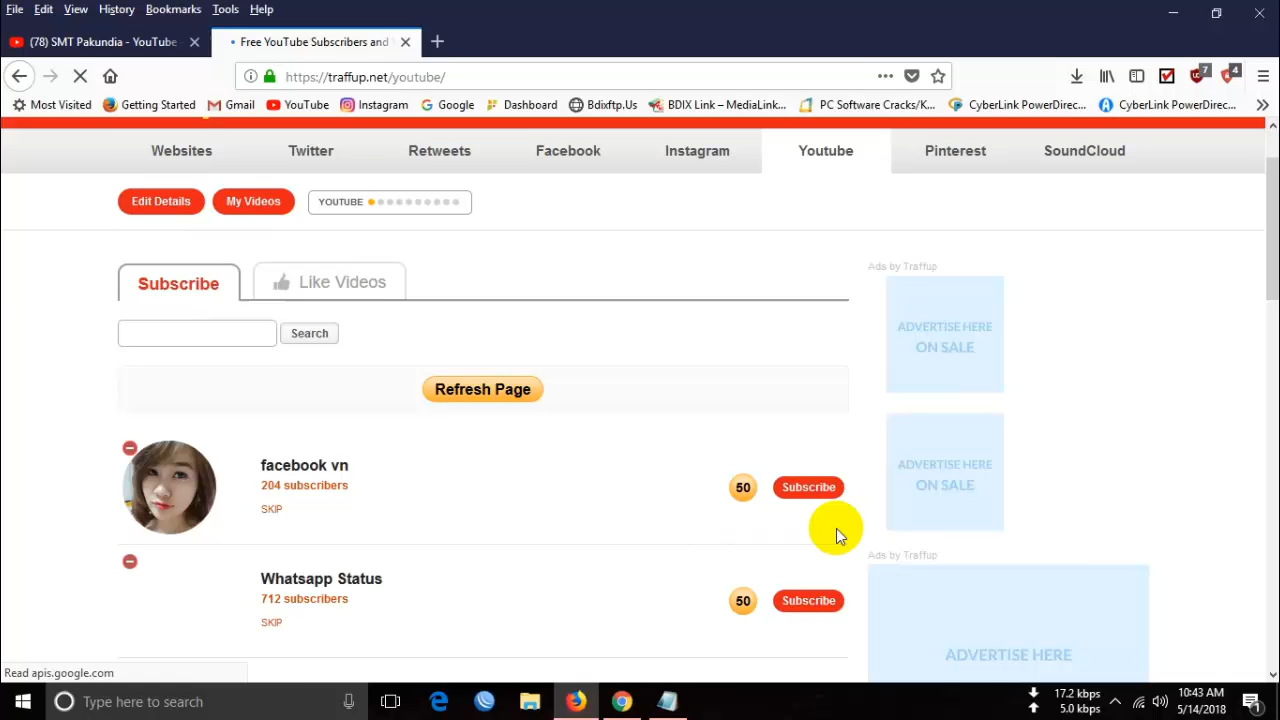 File Edit View History Bookmarks Tools Help
(78) SMT Pakundia - YouTube
Free YouTube Subscribers and
https://traffup.net/youtube/
7
4
Most Visited Getting Started Gmail YouTube Instagram Google Dashboard Bdixftp.Us BDIX Link – MediaLink... PC Software Cracks/K... CyberLink PowerDirec... CyberLink PowerDirec...
Websites Twitter Retweets Facebook Instagram Youtube Pinterest SoundCloud
Edit Details My Videos YOUTUBE
Subscribe Like Videos
Search
Refresh Page
facebook vn
204 subscribers
SKIP
50 Subscribe
Whatsapp Status
712 subscribers
SKIP
50 Subscribe
Ads by Traffup
ADVERTISE HERE
ON SALE
ADVERTISE HERE
ON SALE
Ads by Traffup
ADVERTISE HERE
Read apis.google.com
Type here to search
17.2 kbps
5.0 kbps
10:43 AM
5/14/2018
1